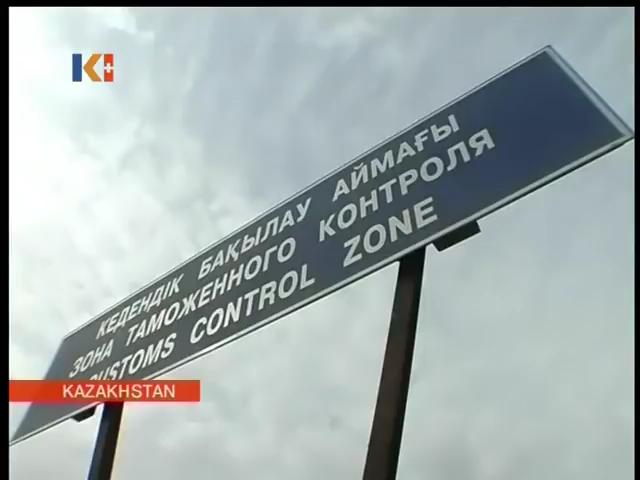 K+
КЕДЕНДІК БАҚЫЛАУ АЙМАҒЫ
ЗОНА ТАМОЖЕННОГО КОНТРОЛЯ
CUSTOMS CONTROL ZONE
KAZAKHSTAN